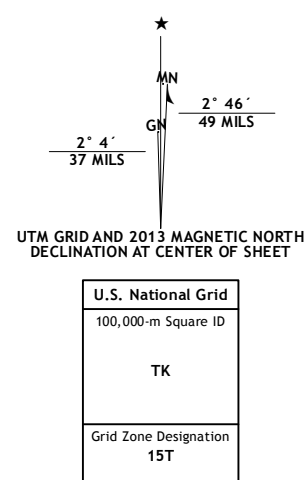 ★
MN
GN
2° 46´
49 MILS
2° 4´
37 MILS
UTM GRID AND 2013 MAGNETIC NORTH
DECLINATION AT CENTER OF SHEET
U.S. National Grid
100,000-m Square ID
TK
Grid Zone Designation
15T